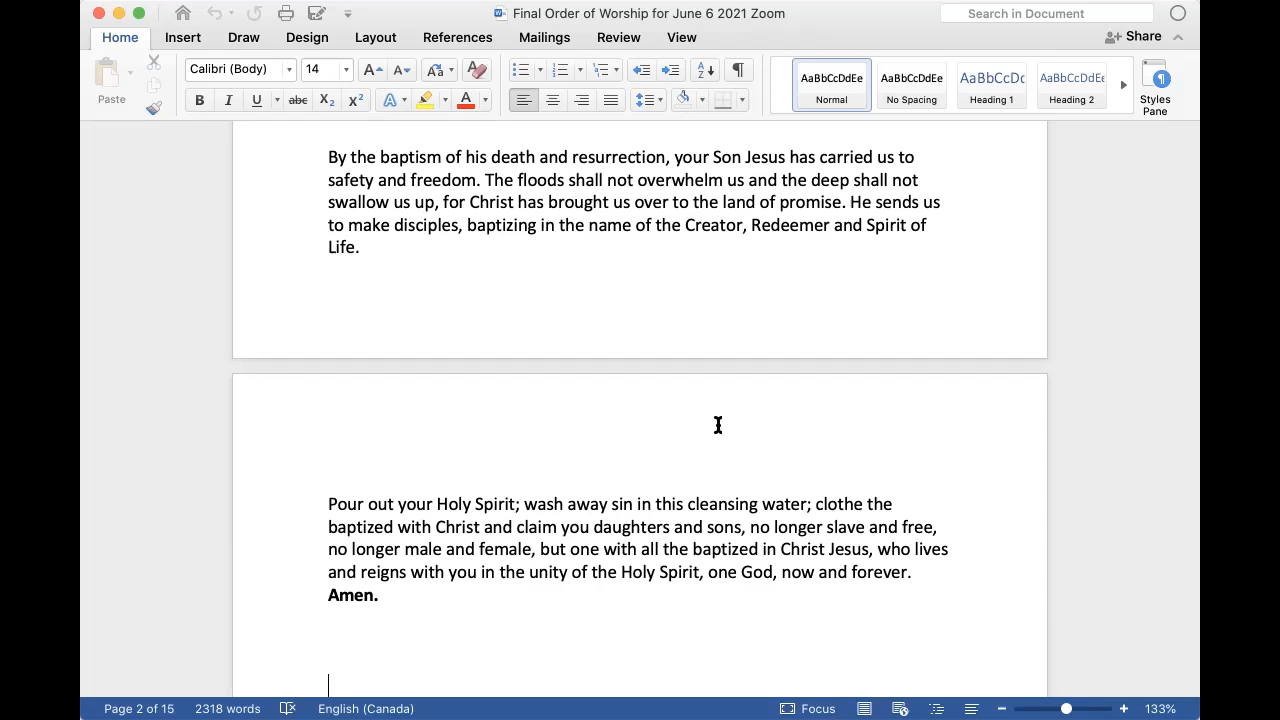 Final Order of Worship for June 6 2021 Zoom
Search in Document
Home Insert Draw Design Layout References Mailings Review View Share
Paste
Calibri (Body) 14
B I U abc X2 X2 A A
AaBbCcDdEe AaBbCcDdEe AaBbCcDc AaBbCcDdEe
Normal No Spacing Heading 1 Heading 2
Styles
Pane
By the baptism of his death and resurrection, your Son Jesus has carried us to
safety and freedom. The floods shall not overwhelm us and the deep shall not
swallow us up, for Christ has brought us over to the land of promise. He sends us
to make disciples, baptizing in the name of the Creator, Redeemer and Spirit of
Life.
Pour out your Holy Spirit; wash away sin in this cleansing water; clothe the
baptized with Christ and claim you daughters and sons, no longer slave and free,
no longer male and female, but one with all the baptized in Christ Jesus, who lives
and reigns with you in the unity of the Holy Spirit, one God, now and forever.
Amen.
Page 2 of 15 2318 words English (Canada) Focus 133%